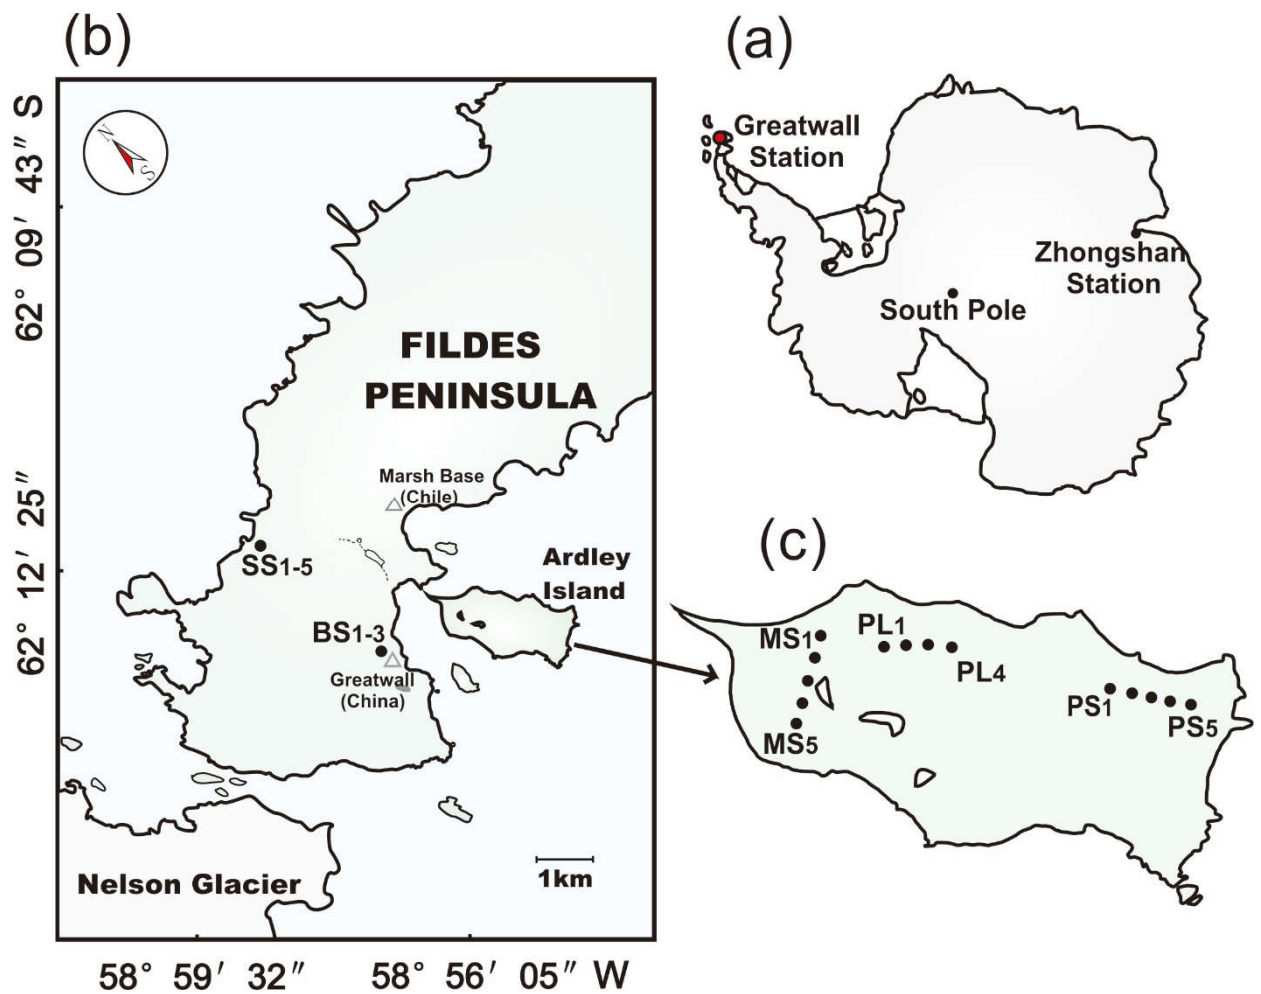 (b)
N
S
62° 09′ 43″ S
62° 12′ 25″
FILDES
PENINSULA
Marsh Base
(Chile)
SS1-5
Ardley
Island
BS1-3
Greatwall
(China)
Nelson Glacier
1km
58° 59′ 32″
58° 56′ 05″ W
(a)
Greatwall
Station
Zhongshan
Station
South Pole
(c)
MS1
PL1
PL4
PS1
PS5
MS5